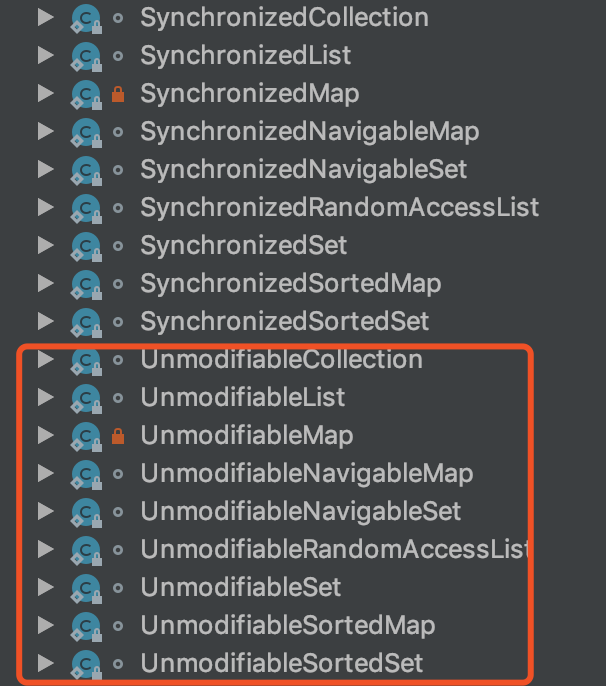 SynchronizedCollection
SynchronizedList
SynchronizedMap
SynchronizedNavigableMap
SynchronizedNavigableSet
SynchronizedRandomAccessList
SynchronizedSet
SynchronizedSortedMap
SynchronizedSortedSet
UnmodifiableCollection
UnmodifiableList
UnmodifiableMap
UnmodifiableNavigableMap
UnmodifiableNavigableSet
UnmodifiableRandomAccessList
UnmodifiableSet
UnmodifiableSortedMap
UnmodifiableSortedSet